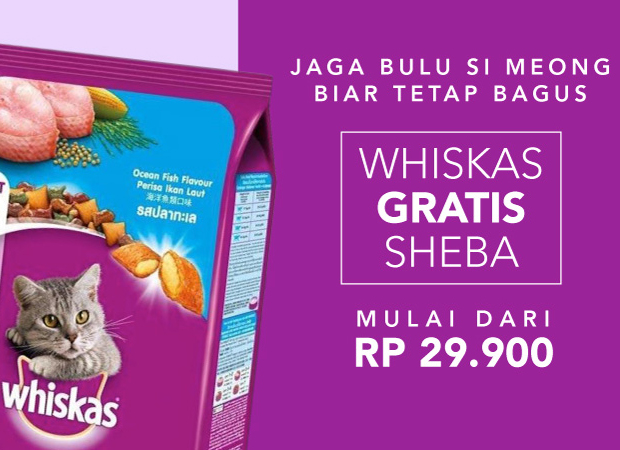 JAGA BULU SI MEONG
BIAR TETAP BAGUS
WHISKAS
GRATIS
SHEBA
MULAI DARI
RP 29.900
Ocean Fish Flavour
Perisa Ikan Laut
海洋魚類口味
รสปลาทะเล
whiskas